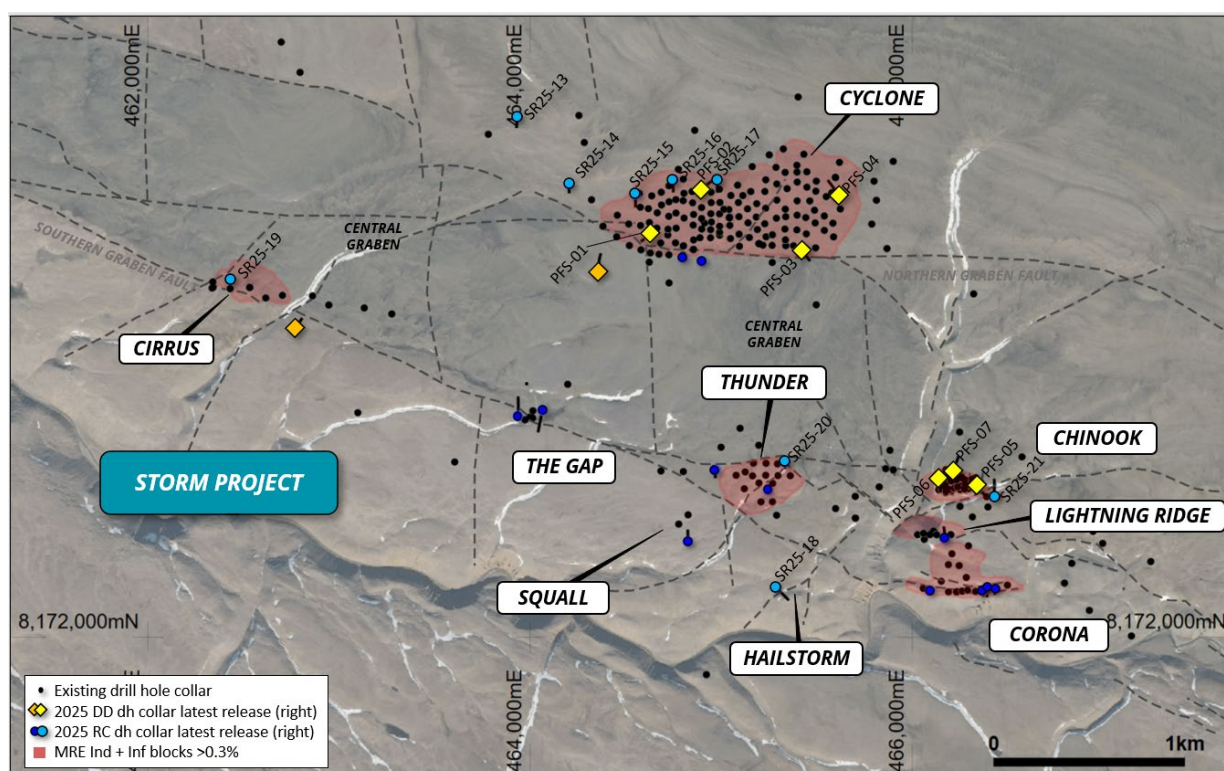 462,000mE
464,000mE
4 ,000mE
SR25-13
CYCLONE
SR25-14
SR25-15
SR25-16
PFS-02
SR25-17
PFS-04
SOUTHERN GRABEN FAULT
SR25-19
CENTRAL
GRABEN
PFS-01
PFS-03
NORTHERN GRABEN FAULT
CIRRUS
CENTRAL
GRABEN
THUNDER
SR25-20
THE GAP
STORM PROJECT
CHINOOK
PFS-07
PFS-05
PFS-06
SR25-21
LIGHTNING RIDGE
SQUALL
SR25-18
HAILSTORM
CORONA
8,172,000mN
8,172,000mN
464,000mE
466,000mE
Existing drill hole collar
2025 DD dh collar latest release (right)
2025 RC dh collar latest release (right)
MRE Ind + Inf blocks >0.3%
0
1km